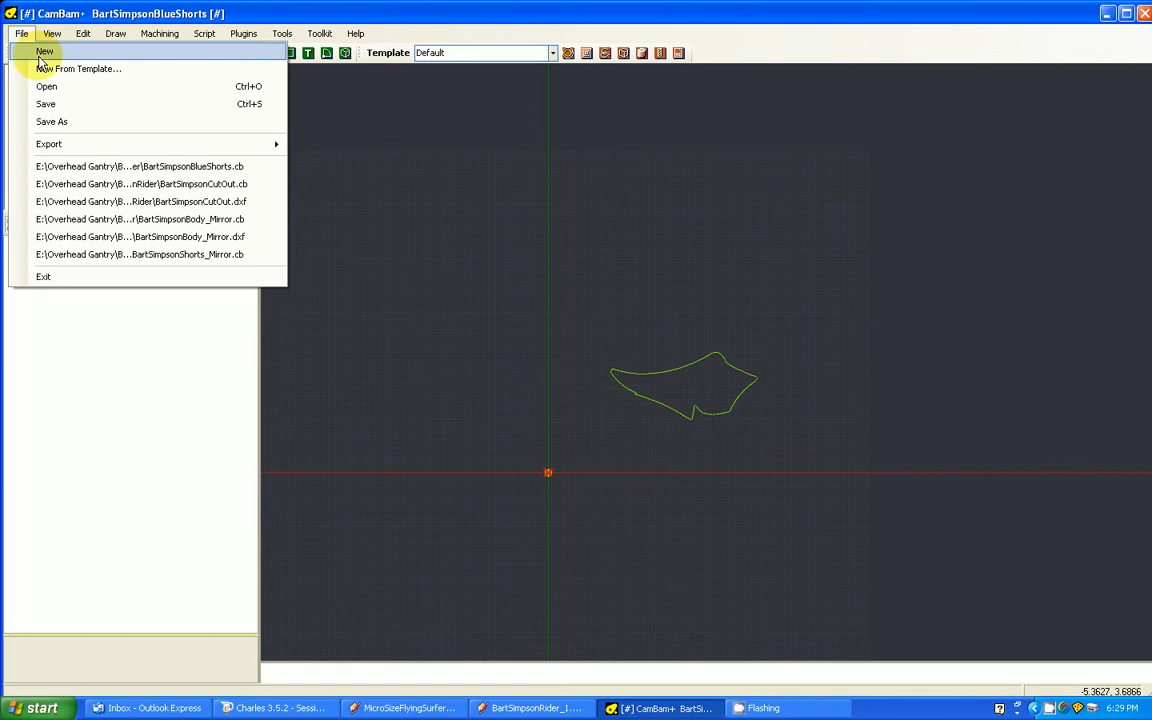 [#] CamBam+ BartSimpsonBlueShorts [#]
File View Edit Draw Machining Script Plugins Tools Toolkit Help
Template Default
New
New From Template...
Open Ctrl+O
Save Ctrl+S
Save As
Export
E:\Overhead Gantry\B...er\BartSimpsonBlueShorts.cb
E:\Overhead Gantry\B...nRider\BartSimpsonCutOut.cb
E:\Overhead Gantry\B...Rider\BartSimpsonCutOut.dxf
E:\Overhead Gantry\B...r\BartSimpsonBody_Mirror.cb
E:\Overhead Gantry\B...\BartSimpsonBody_Mirror.dxf
E:\Overhead Gantry\B...BartSimpsonShorts_Mirror.cb
Exit
-5.3627, 3.6866
start Inbox - Outlook Express Charles 3.5.2 - Sessi... MicroSizeFlyingSurfer... BartSimpsonRider_1.... [#] CamBam+ BartSi... Flashing 6:29 PM